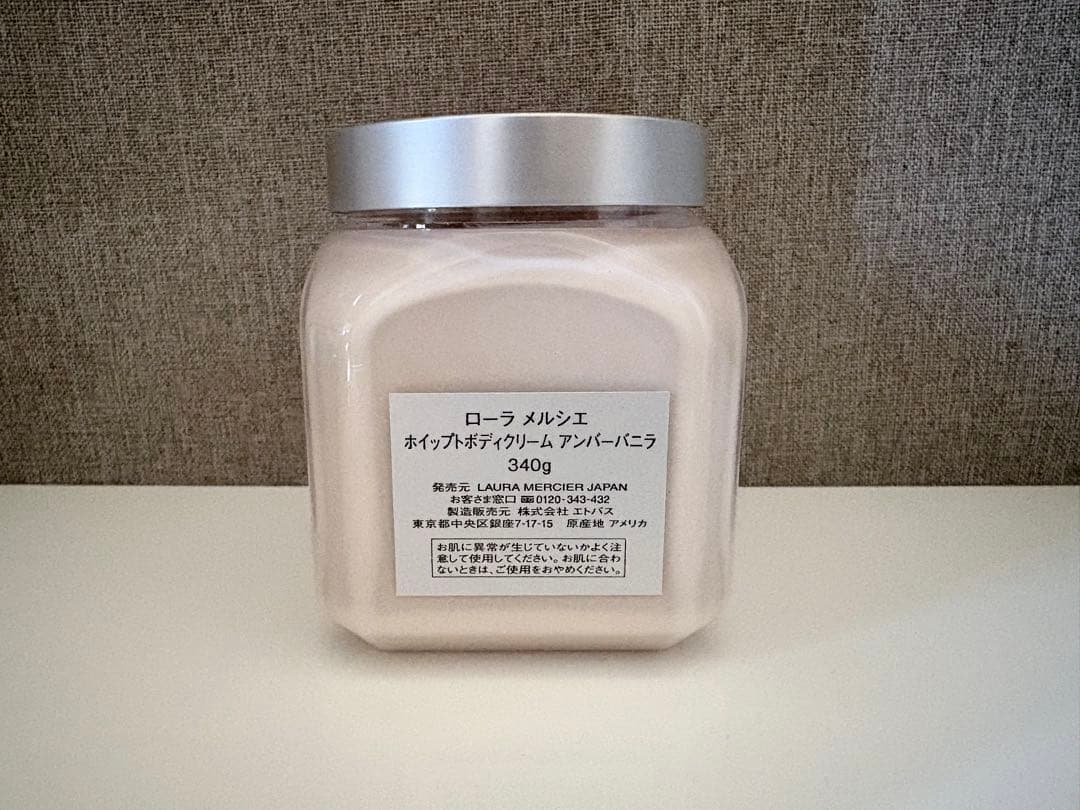 ローラ メルシエ
ホイップトボディクリーム アンバーバニラ
340g
発売元 LAURA MERCIER JAPAN
お客さま窓口 0120-343-432
製造販売元 株式会社 エトバス
東京都中央区銀座7-17-15 原産地 アメリカ
お肌に異常が生じていないかよく注
意して使用してください。お肌に合わ
ないときは、ご使用をおやめください。